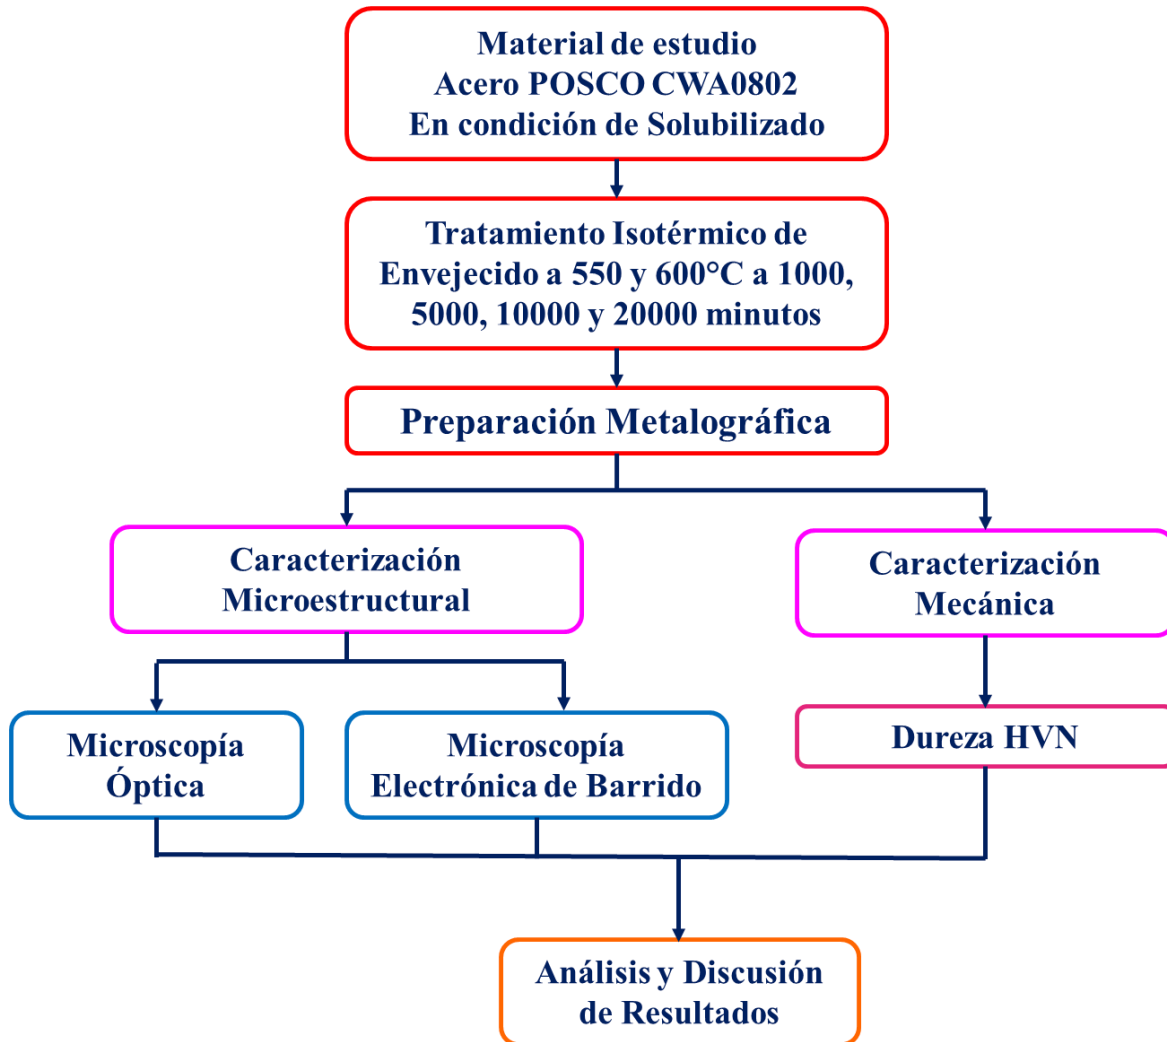 Material de estudio
Acero POSCO CWA0802
En condición de Solubilizado
Tratamiento Isotérmico de
Envejecido a 550 y 600°C a 1000,
5000, 10000 y 20000 minutos
Preparación Metalográfica
Caracterización
Microestructural
Caracterización
Mecánica
Microscopía
Óptica
Microscopía
Electrónica de Barrido
Dureza HVN
Análisis y Discusión
de Resultados